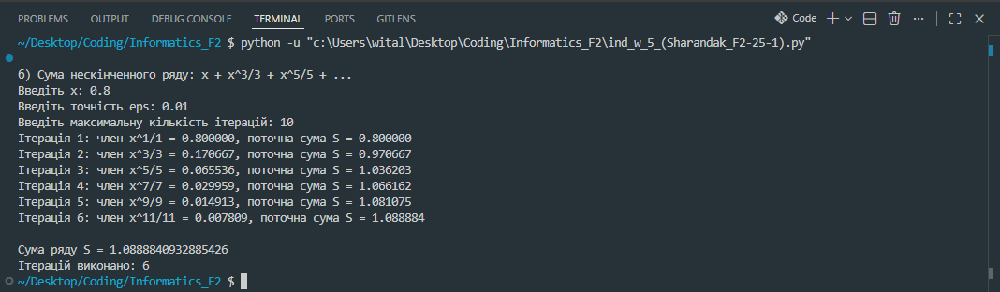 PROBLEMS OUTPUT DEBUG CONSOLE TERMINAL PORTS GITLENS Code
~/Desktop/Coding/Informatics_F2 $ python -u "c:\Users\wital\Desktop\Coding\Informatics_F2\ind_w_5_(Sharandak_F2-25-1).py"
б) Сума нескінченного ряду: x + x^3/3 + x^5/5 + ...
Введіть x: 0.8
Введіть точність eps: 0.01
Введіть максимальну кількість ітерацій: 10
Ітерація 1: член x^1/1 = 0.800000, поточна сума S = 0.800000
Ітерація 2: член x^3/3 = 0.170667, поточна сума S = 0.970667
Ітерація 3: член x^5/5 = 0.065536, поточна сума S = 1.036203
Ітерація 4: член x^7/7 = 0.029959, поточна сума S = 1.066162
Ітерація 5: член x^9/9 = 0.014913, поточна сума S = 1.081075
Ітерація 6: член x^11/11 = 0.007809, поточна сума S = 1.088884
Сума ряду S = 1.0888840932885426
Ітерацій виконано: 6
~/Desktop/Coding/Informatics_F2 $